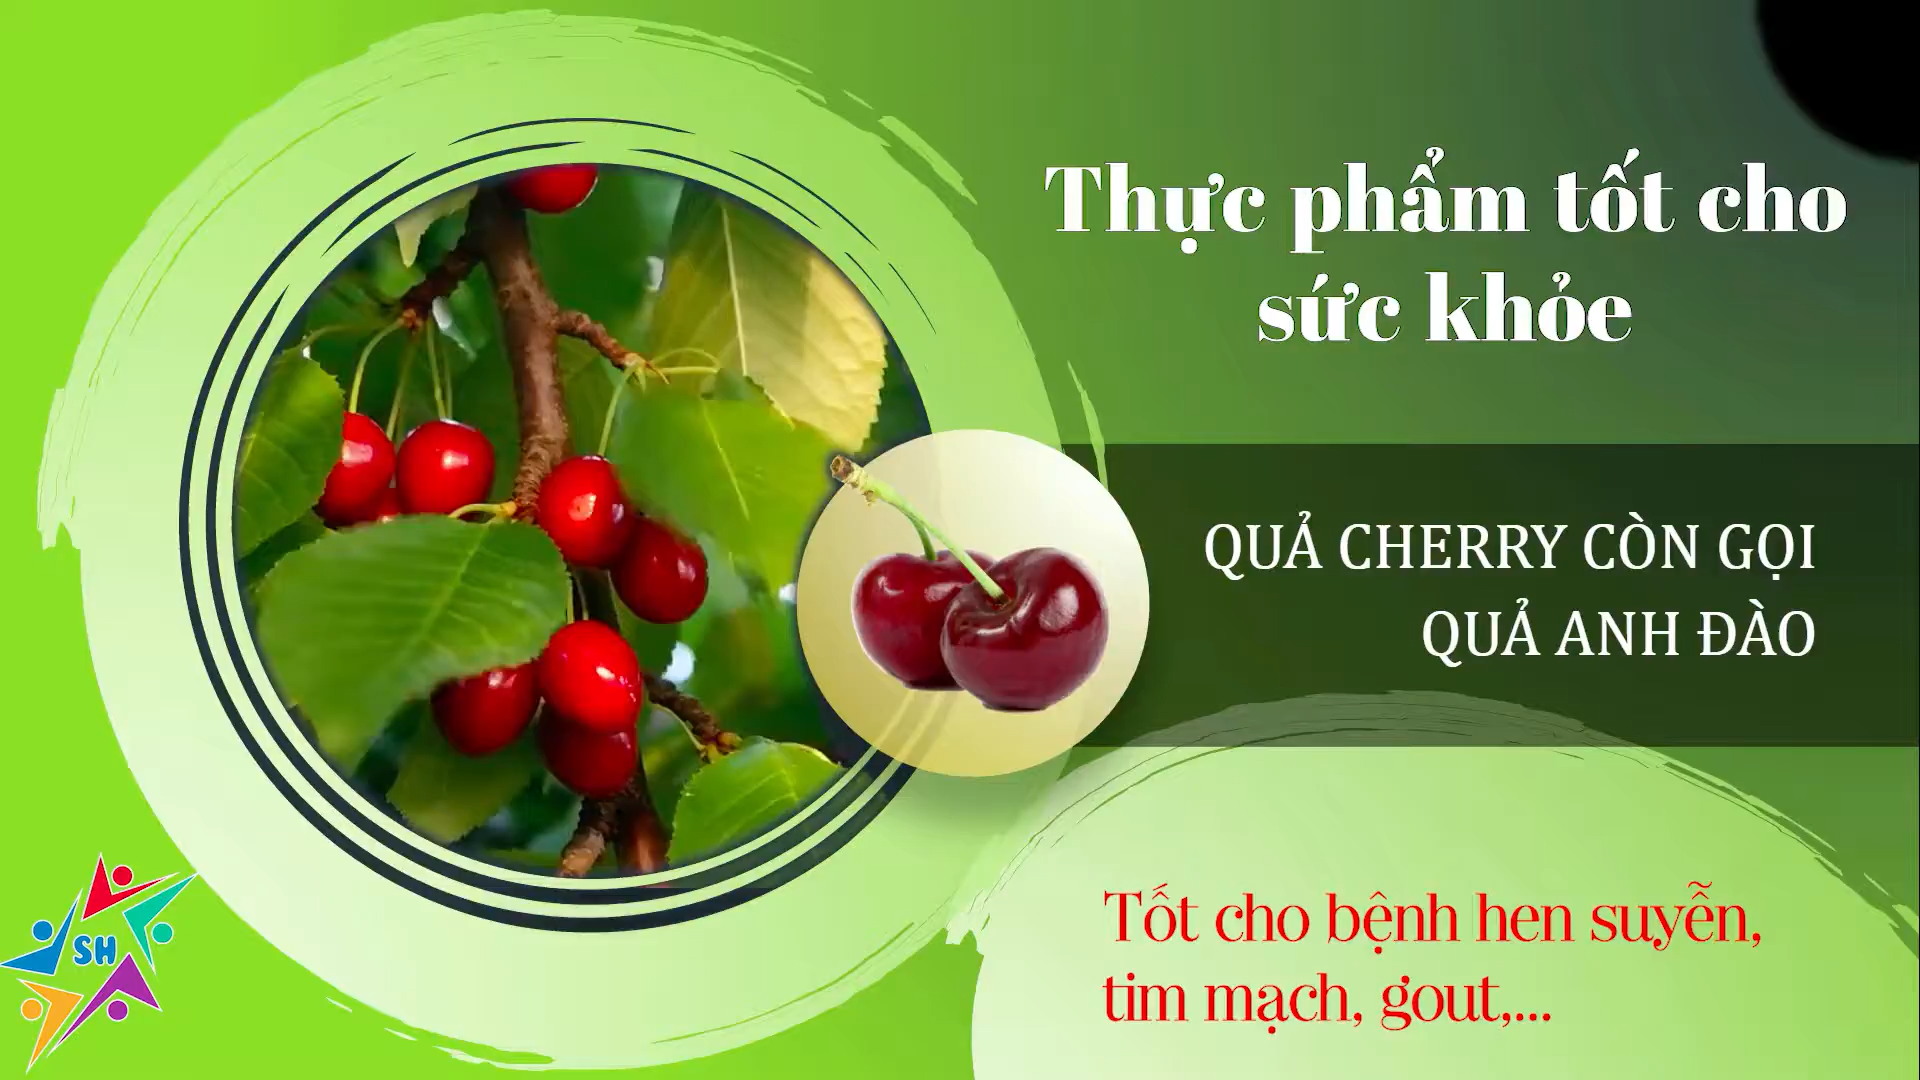 Thực phẩm tốt cho
sức khỏe
QUẢ CHERRY CÒN GỌI
QUẢ ANH ĐÀO
Tốt cho bệnh hen suyễn,
tim mạch, gout,...
SH